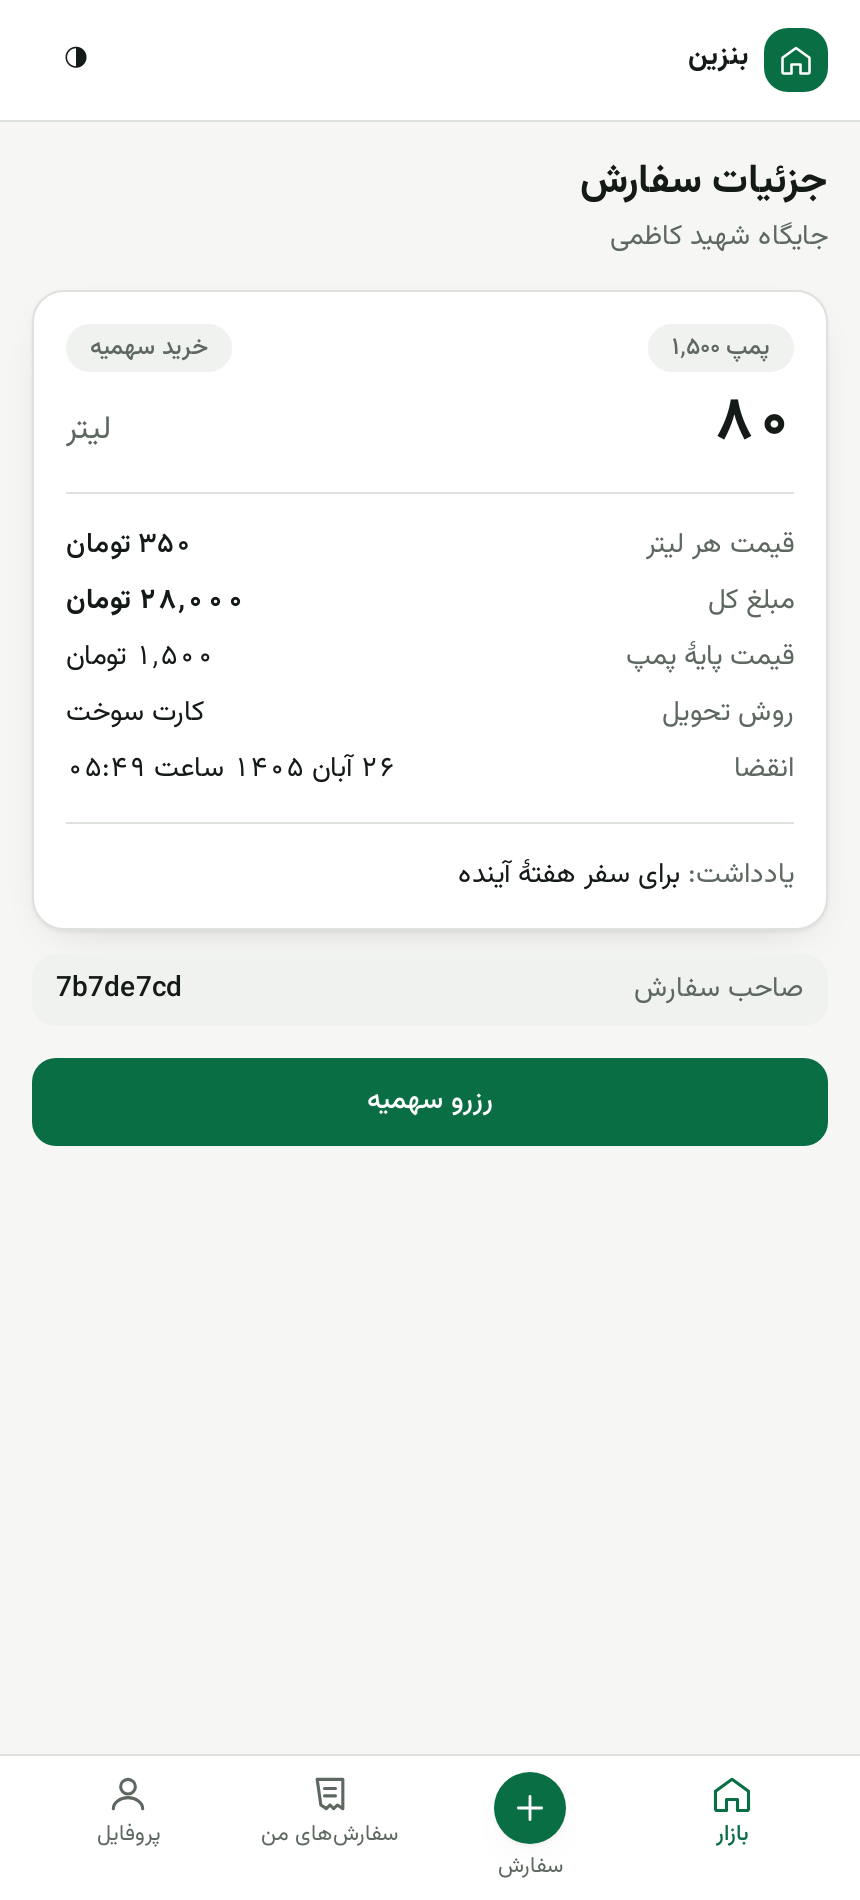 بنزین
جزئیات سفارش
جایگاه شهید کاظمی
پمپ ۱,۵۰۰ خرید سهمیه
۸۰ لیتر
قیمت هر لیتر ۳۵۰ تومان
مبلغ کل ۲۸,۰۰۰ تومان
قیمت پایهٔ پمپ ۱,۵۰۰ تومان
روش تحویل کارت سوخت
انقضا ۲۶ آبان ۱۴۰۵ ساعت ۰۵:۴۹
یادداشت: برای سفر هفتهٔ آینده
صاحب سفارش 7b7de7cd
رزرو سهمیه
بازار
سفارش
سفارش‌های من
پروفایل